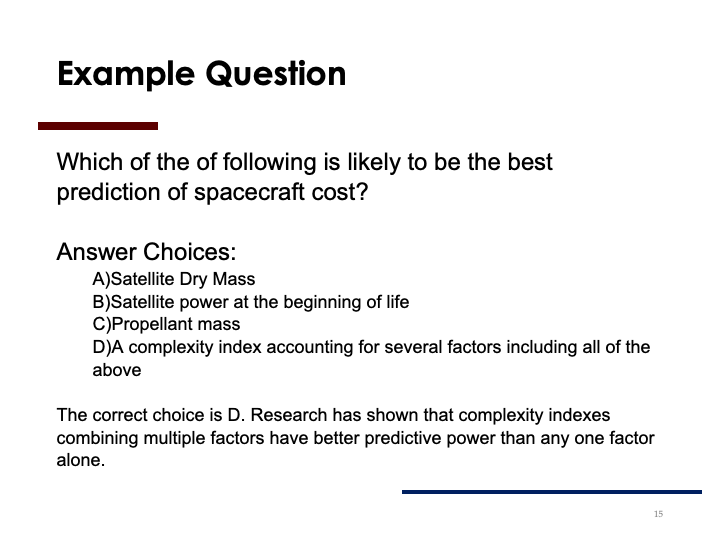 Example Question
Which of the of following is likely to be the best
prediction of spacecraft cost?
Answer Choices:
A)Satellite Dry Mass
B)Satellite power at the beginning of life
C)Propellant mass
D)A complexity index accounting for several factors including all of the
above
The correct choice is D. Research has shown that complexity indexes
combining multiple factors have better predictive power than any one factor
alone.
15